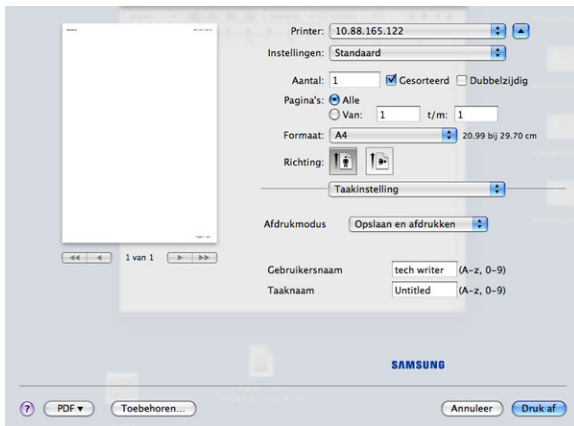 Printer: 10.88.165.122
Instellingen: Standaard
Aantal: 1 Gesorteerd Dubbelzijdig
Pagina's: Alle
Van: 1 t/m: 1
Formaat: A4 20.99 bij 29.70 cm
Richting:
Taakinstelling
Afdrukmodus Opslaan en afdrukken
1 van 1
Gebruikersnaam tech writer (A-z, 0-9)
Taaknaam Untitled (A-z, 0-9)
SAMSUNG
? PDF Toebehoren... Annuleer Druk af